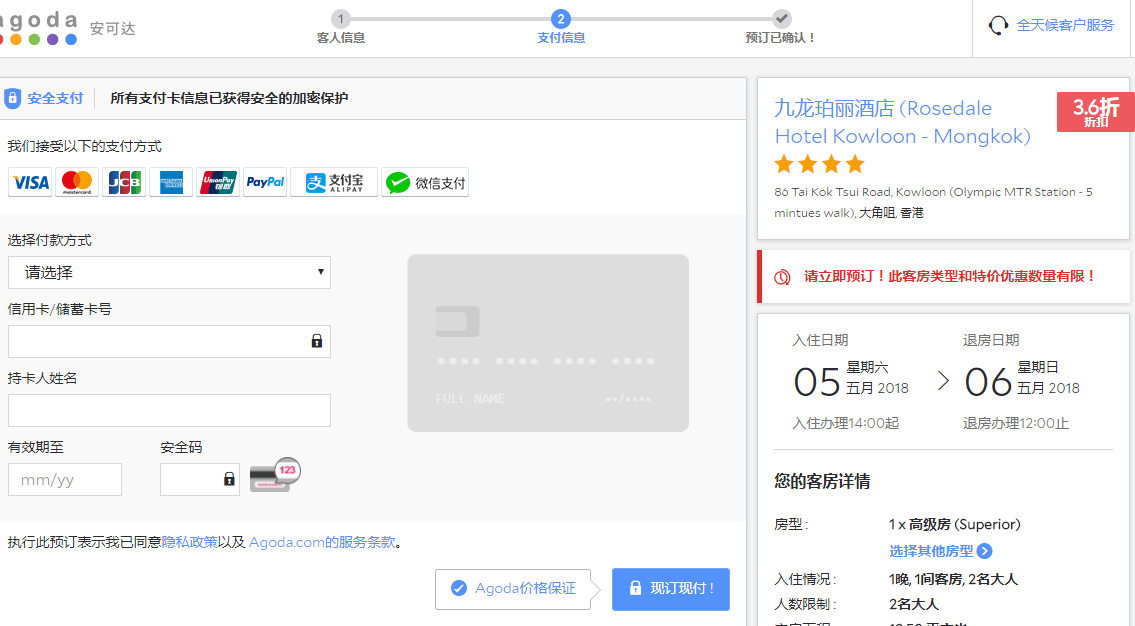 agoda 安可达
1
2
客人信息
支付信息
预订已确认！
全天候客户服务
安全支付
所有支付卡信息已获得安全的加密保护
我们接受以下的支付方式
VISA
mastercard
JCB
AMERICAN EXPRESS
UnionPay 银联
PayPal
支付宝 ALIPAY
微信支付
选择付款方式
请选择
信用卡/储蓄卡号
持卡人姓名
FULL NAME
••/••••
有效期至
安全码
mm/yy
123
执行此预订表示我已同意隐私政策以及 Agoda.com的服务条款。
Agoda价格保证
现订现付！
九龙珀丽酒店 (Rosedale
Hotel Kowloon - Mongkok)
3.6折
折扣
86 Tai Kok Tsui Road, Kowloon (Olympic MTR Station - 5
mintues walk), 大角咀, 香港
请立即预订！此客房类型和特价优惠数量有限！
入住日期
退房日期
05 星期六
五月 2018
06 星期日
五月 2018
入住办理14:00起
退房办理12:00止
您的客房详情
房型: 1 x 高级房 (Superior)
选择其他房型
入住情况: 1晚, 1间客房, 2名大人
人数限制: 2名大人